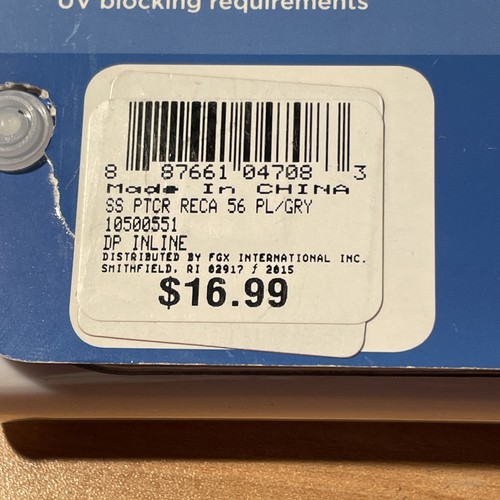 UV blocking requirements
8 87661 04708 3
Made In CHINA
SS PTCR RECA 56 PL/GRY
10500551
DP INLINE
DISTRIBUTED BY FGX INTERNATIONAL INC.
SMITHFIELD, RI 02917 / 2015
$16.99